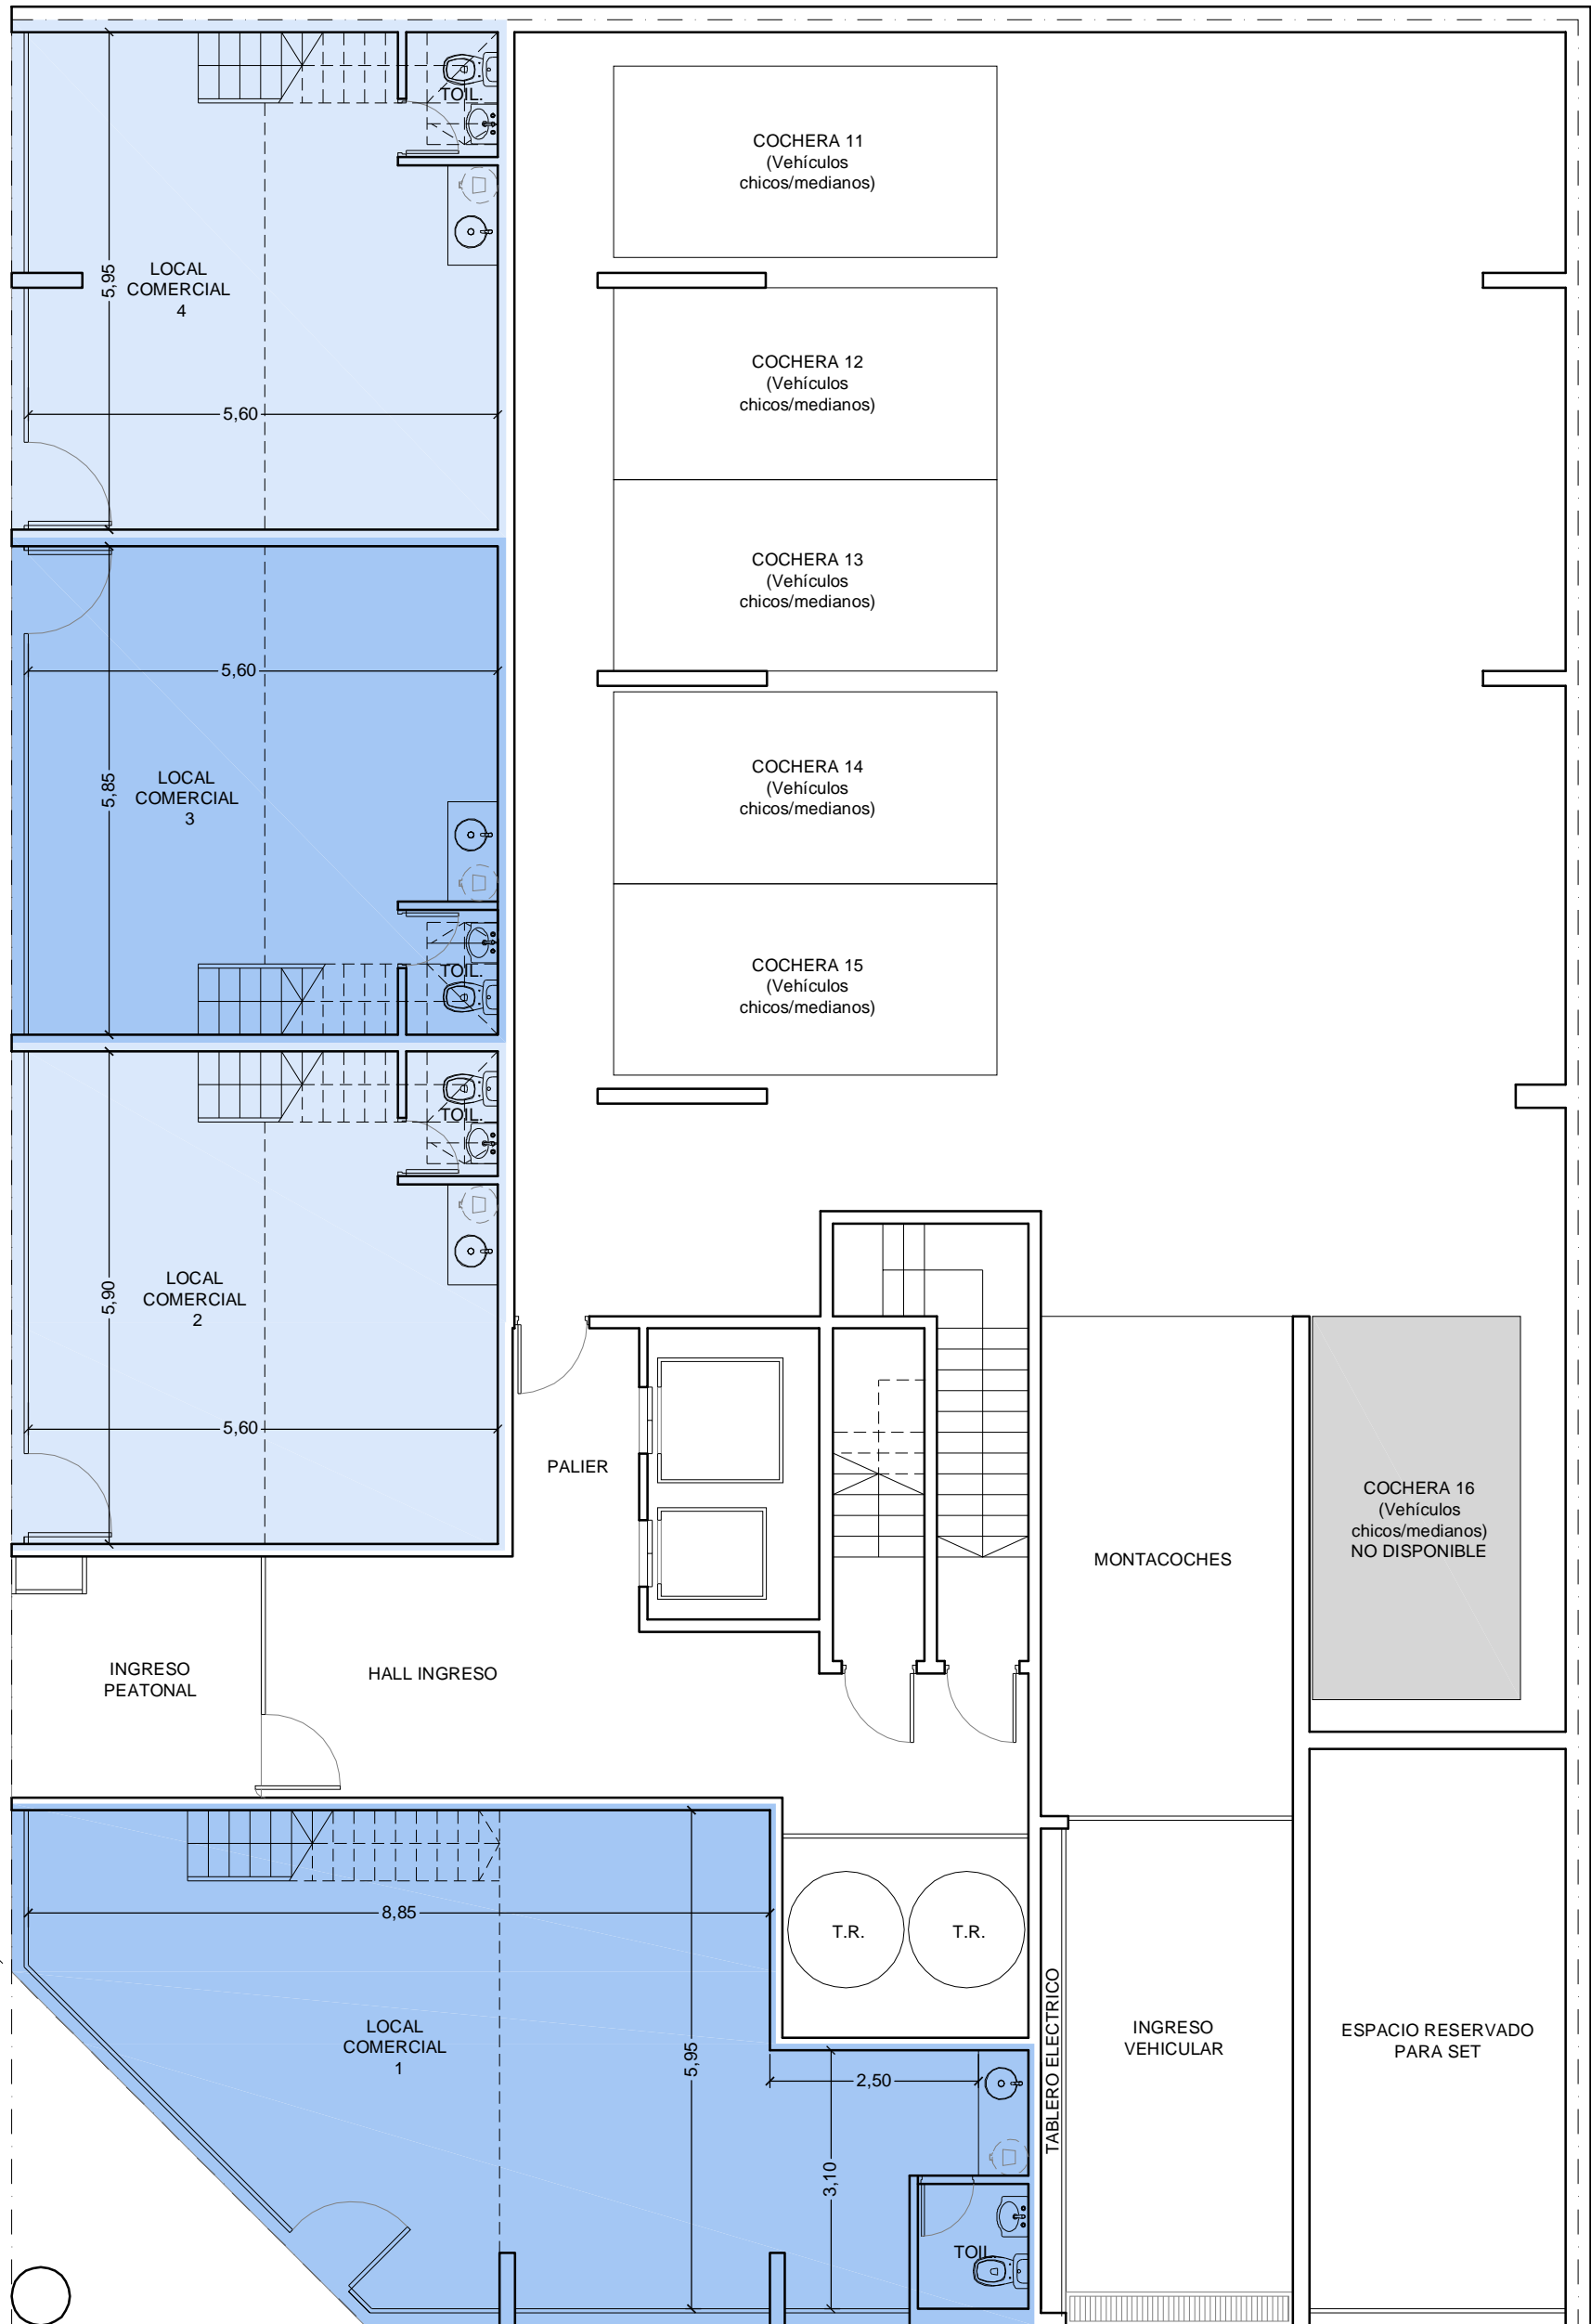 TOIL.
COCHERA 11
(Vehículos
chicos/medianos)
5,95
LOCAL
COMERCIAL
4
COCHERA 12
(Vehículos
chicos/medianos)
5,60
COCHERA 13
(Vehículos
chicos/medianos)
5,60
COCHERA 14
(Vehículos
chicos/medianos)
5,85
LOCAL
COMERCIAL
3
TOIL.
COCHERA 15
(Vehículos
chicos/medianos)
TOIL.
5,90
LOCAL
COMERCIAL
2
5,60
PALIER
COCHERA 16
(Vehículos
chicos/medianos)
NO DISPONIBLE
MONTACOCHES
INGRESO
PEATONAL
HALL INGRESO
8,85
T.R.
T.R.
LOCAL
COMERCIAL
1
5,95
2,50
3,10
TOIL.
TABLERO ELECTRICO
INGRESO
VEHICULAR
ESPACIO RESERVADO
PARA SET